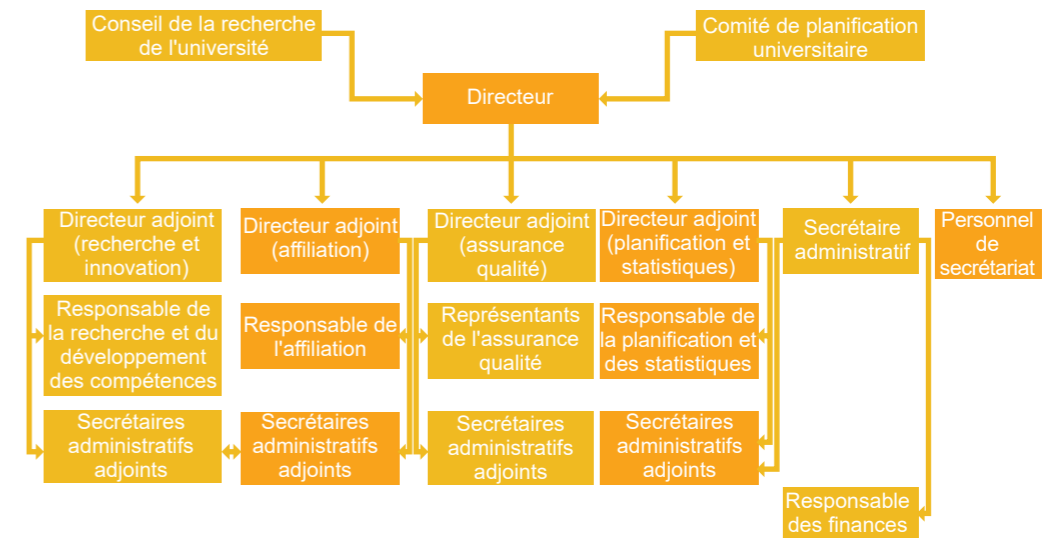 Conseil de la recherche
de l'université
Comité de planification
universitaire
Directeur
Directeur adjoint
(recherche et
innovation)
Directeur adjoint
(affiliation)
Directeur adjoint
(assurance
qualité)
Directeur adjoint
(planification et
statistiques)
Secrétaire
administratif
Personnel
de
secrétariat
Responsable de
la recherche et du
développement
des compétences
Responsable de
l'affiliation
Représentants
de l'assurance
qualité
Responsable de
la planification et
des statistiques
Secrétaires
administratifs
adjoints
Secrétaires
administratifs
adjoints
Secrétaires
administratifs
adjoints
Secrétaires
administratifs
adjoints
Responsable
des finances